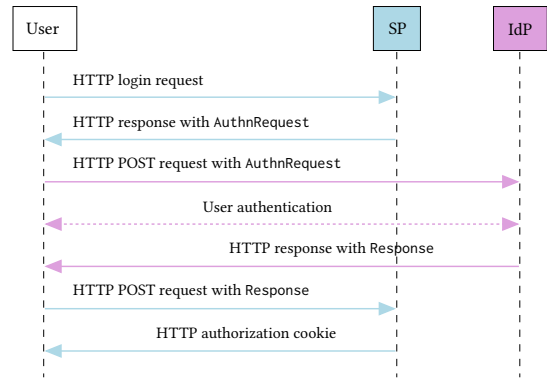 User
SP
IdP
HTTP login request
HTTP response with AuthnRequest
HTTP POST request with AuthnRequest
User authentication
HTTP response with Response
HTTP POST request with Response
HTTP authorization cookie